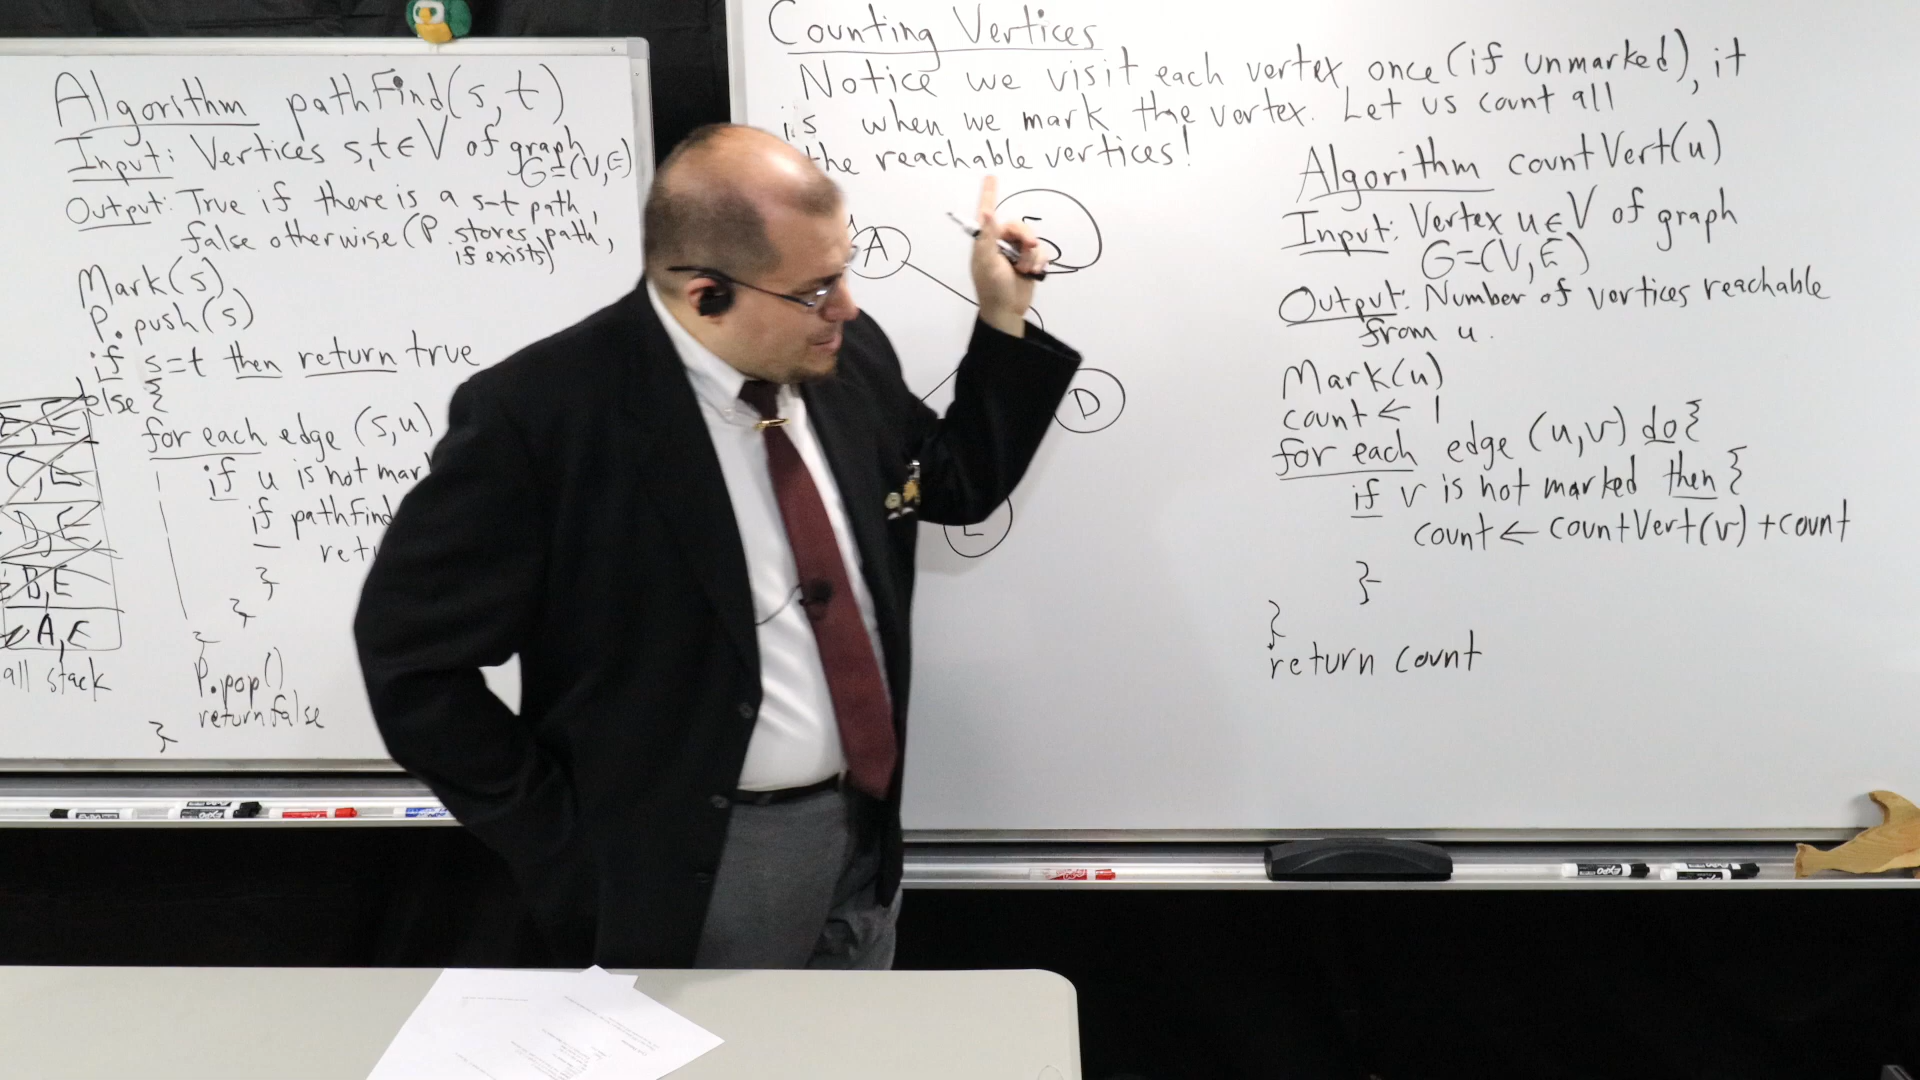 Algorithm pathFind(s,t)
Input: Vertices s,t∈V of graph
G=(V,E)
Output: True if there is a s-t path,
false otherwise (P stores path,
if exists)
Mark(s)
P.push(s)
if s=t then return true
else {
for each edge (s,u)
if u is not mar
if pathfind
retu
}
}
}
P.pop()
return false
}
C,E
D,E
B,E
A,E
all stack
Counting Vertices
Notice we visit each vertex once (if unmarked), it
is when we mark the vertex. Let us count all
the reachable vertices!
A
5
D
E
Algorithm countVert(u)
Input: Vertex u∈V of graph
G=(V,E)
Output: Number of vertices reachable
from u.
Mark(u)
count ← 1
for each edge (u,v) do {
if v is not marked then {
count ← countVert(v) + count
}
}
return count
EXPO
EXPO